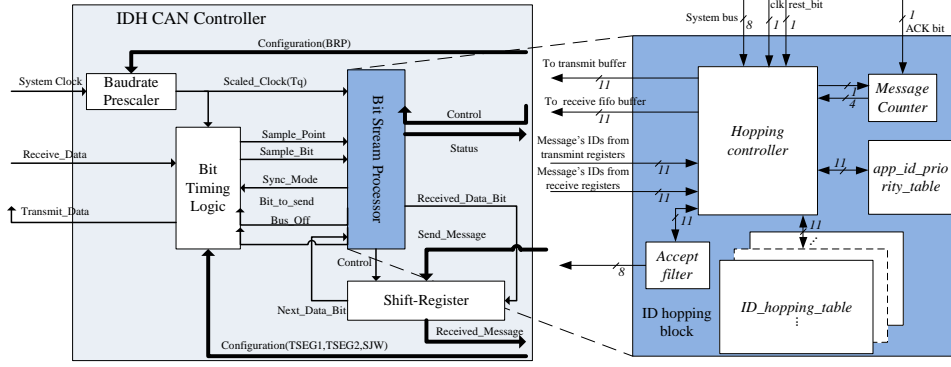 IDH CAN Controller
Configuration(BRP)
System Clock
Baudrate
Prescaler
Scaled_Clock(Tq)
Bit Stream Processor
Control
Status
Receive_Data
Bit
Timing
Logic
Sample_Point
Sample_Bit
Sync_Mode
Bit_to_send
Bus_Off
Transmit_Data
Received_Data_Bit
Send_Message
Control
Next_Data_Bit
Shift-Register
Received_Message
Configuration(TSEG1,TSEG2,SJW)
System bus
8
clk
1
rest_bit
1
1
ACK bit
To transmit buffer
11
To receive fifo buffer
11
Message's IDs from
transmint registers
11
Message's IDs from
receive registers
11
Hopping
controller
1
4
Message
Counter
11
app_id_prio
rity_table
11
11
Accept
filter
8
ID hopping
block
ID_hopping_table